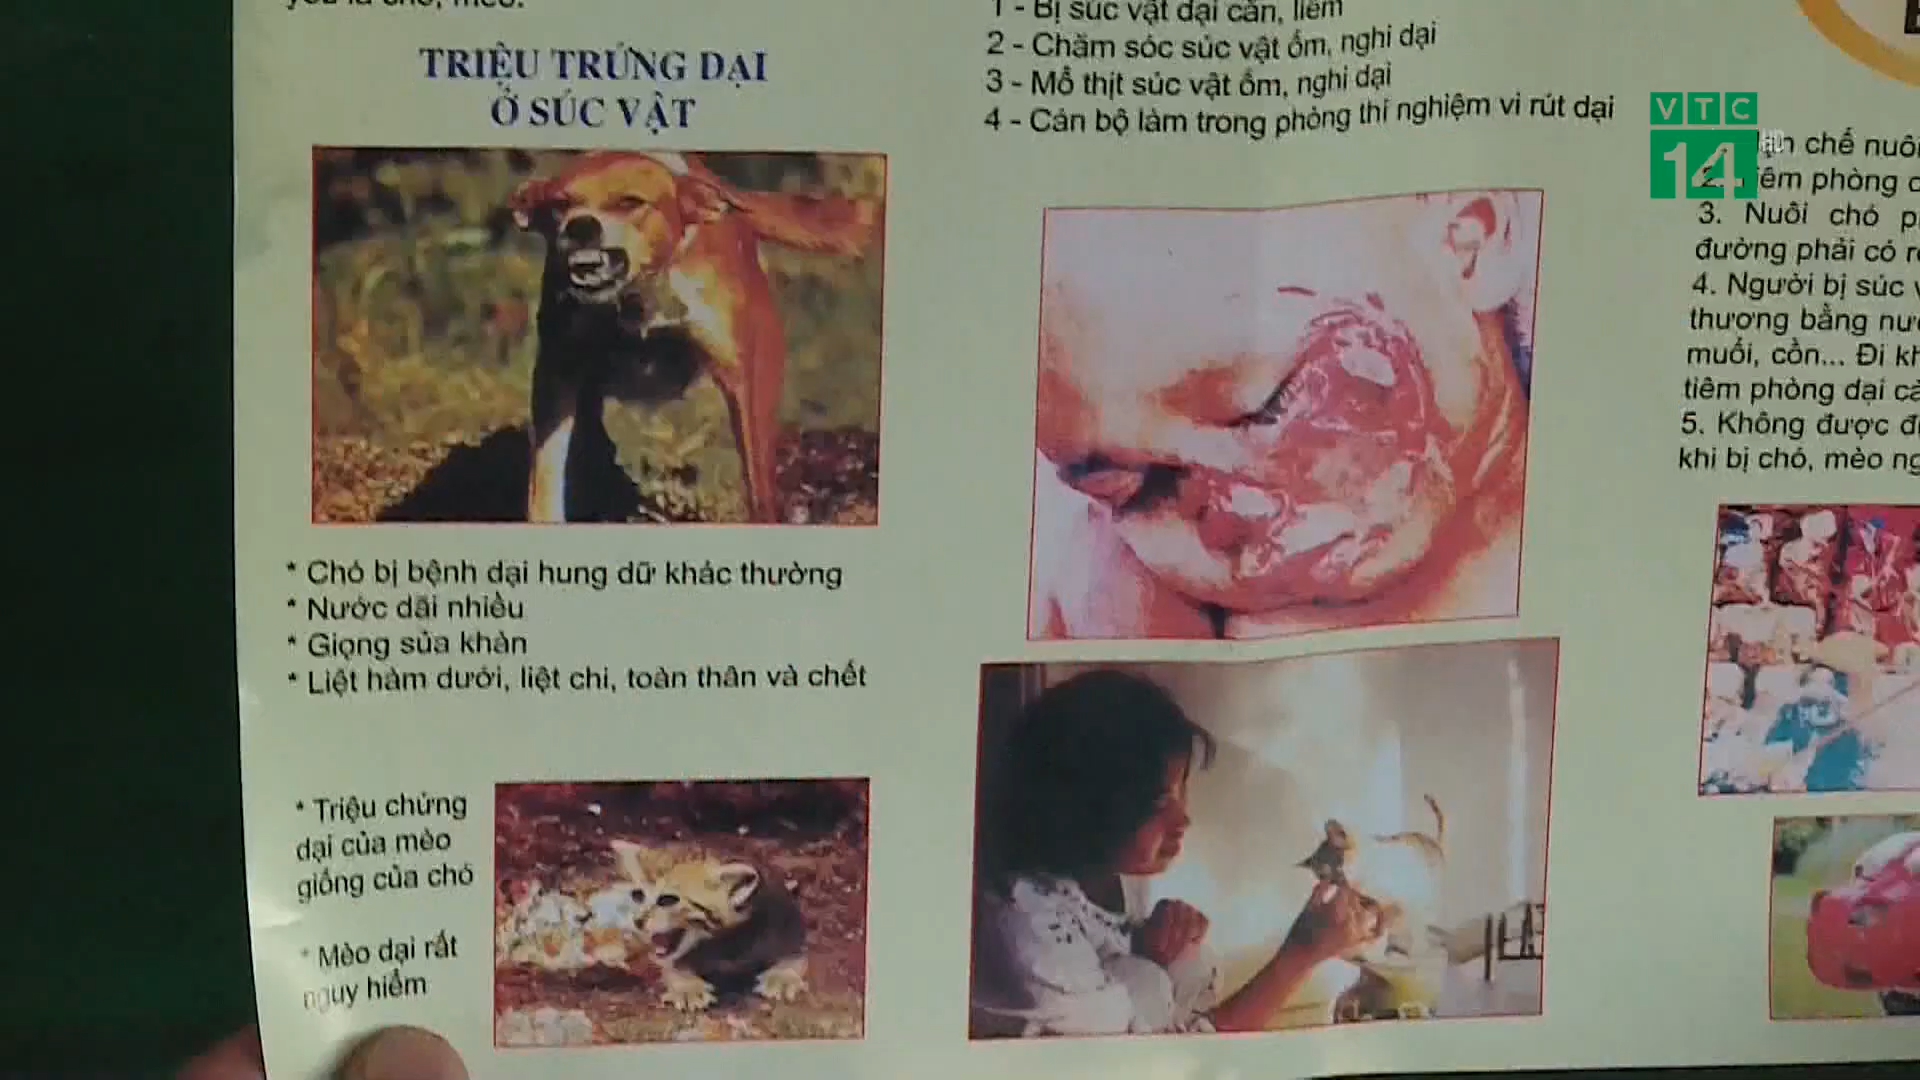 TRIỆU TRỨNG DẠI
Ở SÚC VẬT
* Chó bị bệnh dại hung dữ khác thường
* Nước dãi nhiều
* Giọng sủa khàn
* Liệt hàm dưới, liệt chi, toàn thân và chết
* Triệu chứng
dại của mèo
giống của chó
* Mèo dại rất
nguy hiểm
1 - Bị súc vật dại cắn, liếm
2 - Chăm sóc súc vật ốm, nghi dại
3 - Mổ thịt súc vật ốm, nghi dại
4 - Cán bộ làm trong phòng thí nghiệm vi rút dại
VTC
14
HD
chế nuôi
phòng
3. Nuôi chó
đường phải có
4. Người bị súc
thương bằng
muối, cồn... Đi
tiêm phòng dại
5. Không được
khi bị chó, mèo